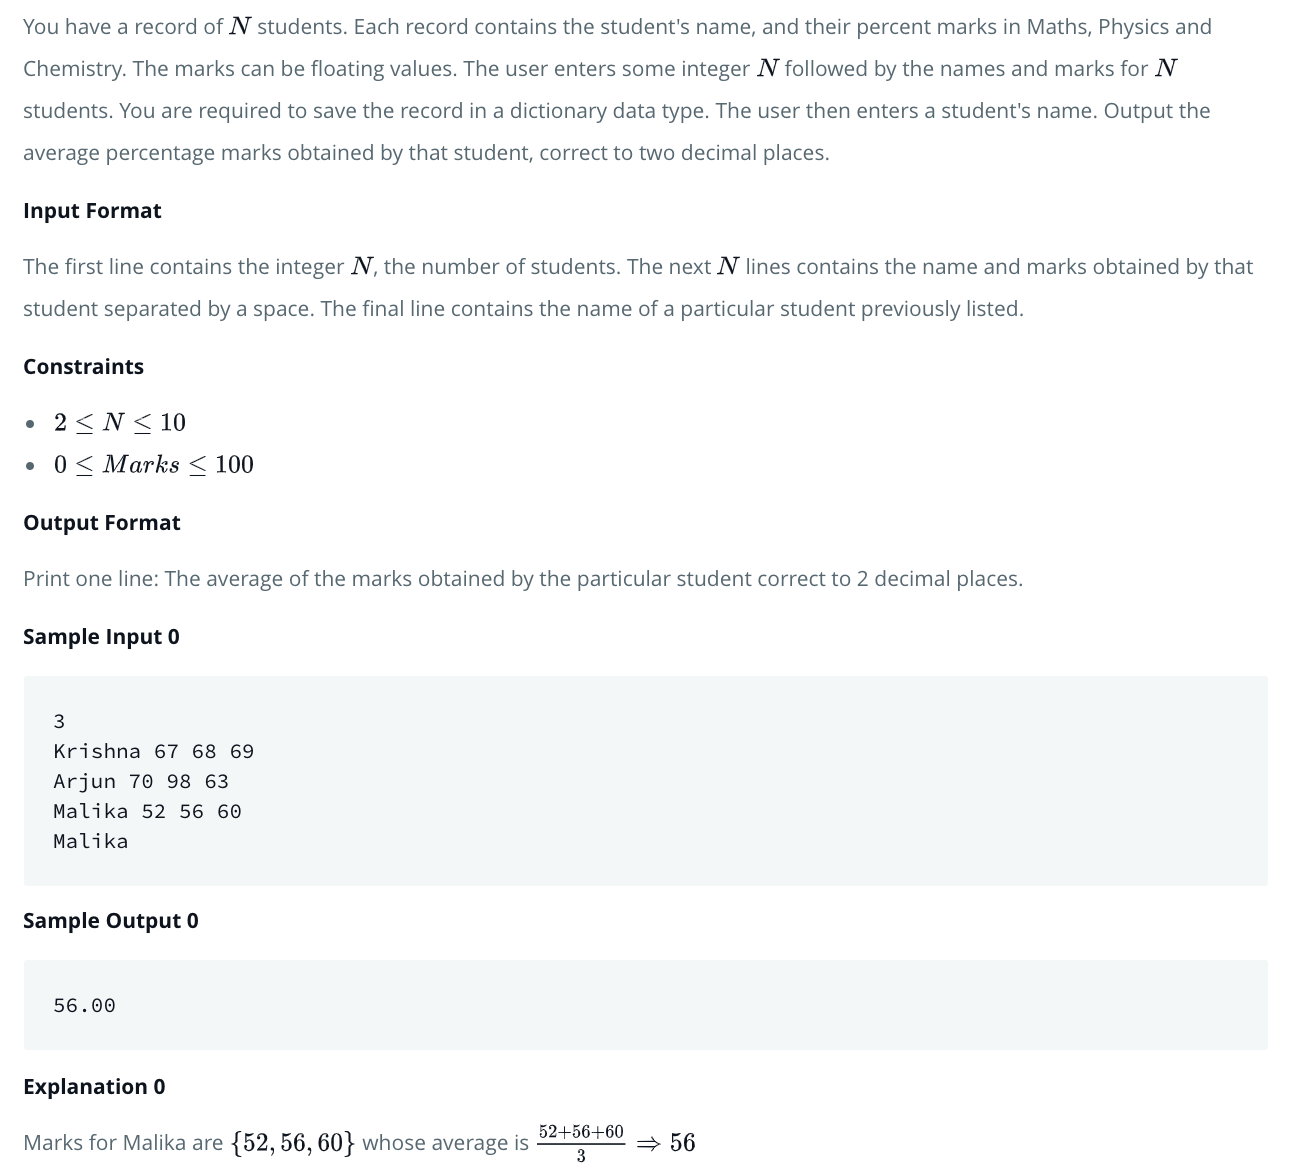 You have a record of N students. Each record contains the student's name, and their percent marks in Maths, Physics and
Chemistry. The marks can be floating values. The user enters some integer N followed by the names and marks for N
students. You are required to save the record in a dictionary data type. The user then enters a student's name. Output the
average percentage marks obtained by that student, correct to two decimal places.
Input Format
The first line contains the integer N, the number of students. The next N lines contains the name and marks obtained by that
student separated by a space. The final line contains the name of a particular student previously listed.
Constraints
• 2 ≤ N ≤ 10
• 0 ≤ Marks ≤ 100
Output Format
Print one line: The average of the marks obtained by the particular student correct to 2 decimal places.
Sample Input 0
3
Krishna 67 68 69
Arjun 70 98 63
Malika 52 56 60
Malika
Sample Output 0
56.00
Explanation 0
Marks for Malika are {52, 56, 60} whose average is 52+56+60/3 ⇒ 56